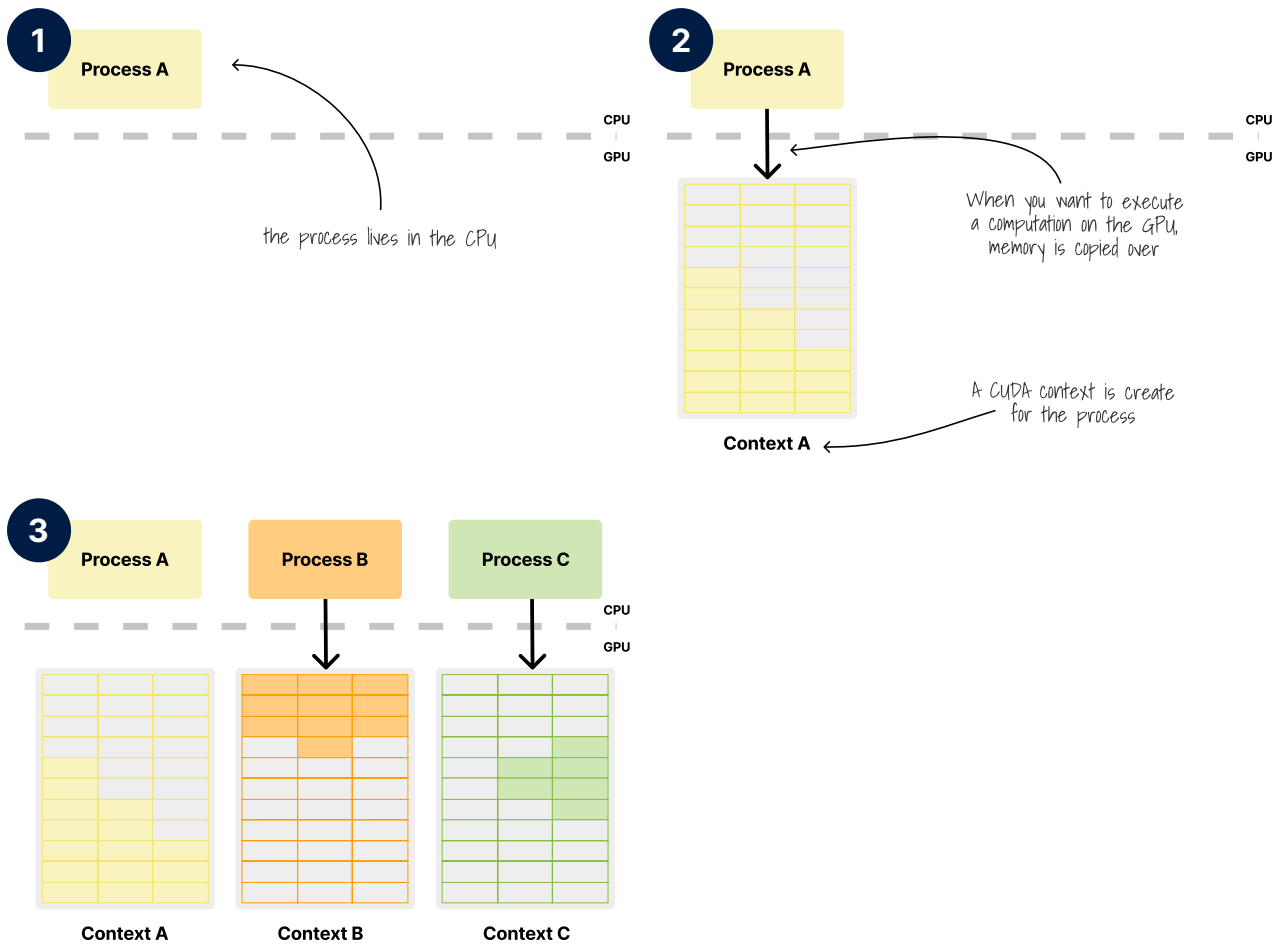 1
Process A
CPU
GPU
the process lives in the CPU
2
Process A
CPU
GPU
When you want to execute
a computation on the GPU,
memory is copied over
A CUDA context is create
for the process
Context A
3
Process A
Process B
Process C
CPU
GPU
Context A
Context B
Context C